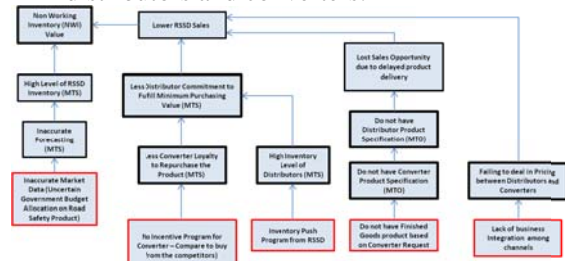 Non Working
Inventory (NWI)
Value
Lower RSSD Sales
High Level of RSSD
Inventory (MTS)
Less Distributor Commitment to
Fulfill Minimum Purchasing
Value (MTS)
Lost Sales Opportunity
due to delayed product
delivery
Inaccurate
Forecasting (MTS)
Do not have
Distributor Product
Specification (MTO)
Less Converter Loyalty
to Repurchase the
Product (MTS)
High Inventory
Level of
Distributors (MTS)
Do not have Converter
Product Specification
(MTO)
Failing to deal in Pricing
between Distributors and
Converters
Inaccurate Market
Data (Uncertain
Government Budget
Allocation on Road
Safety Product)
No Incentive Program for
Converter – Compare to buy
from the competitors)
Inventory Push
Program from RSSD
Do not have Finished
Goods product based
on Converter Request
Lack of business
Integration among
channels